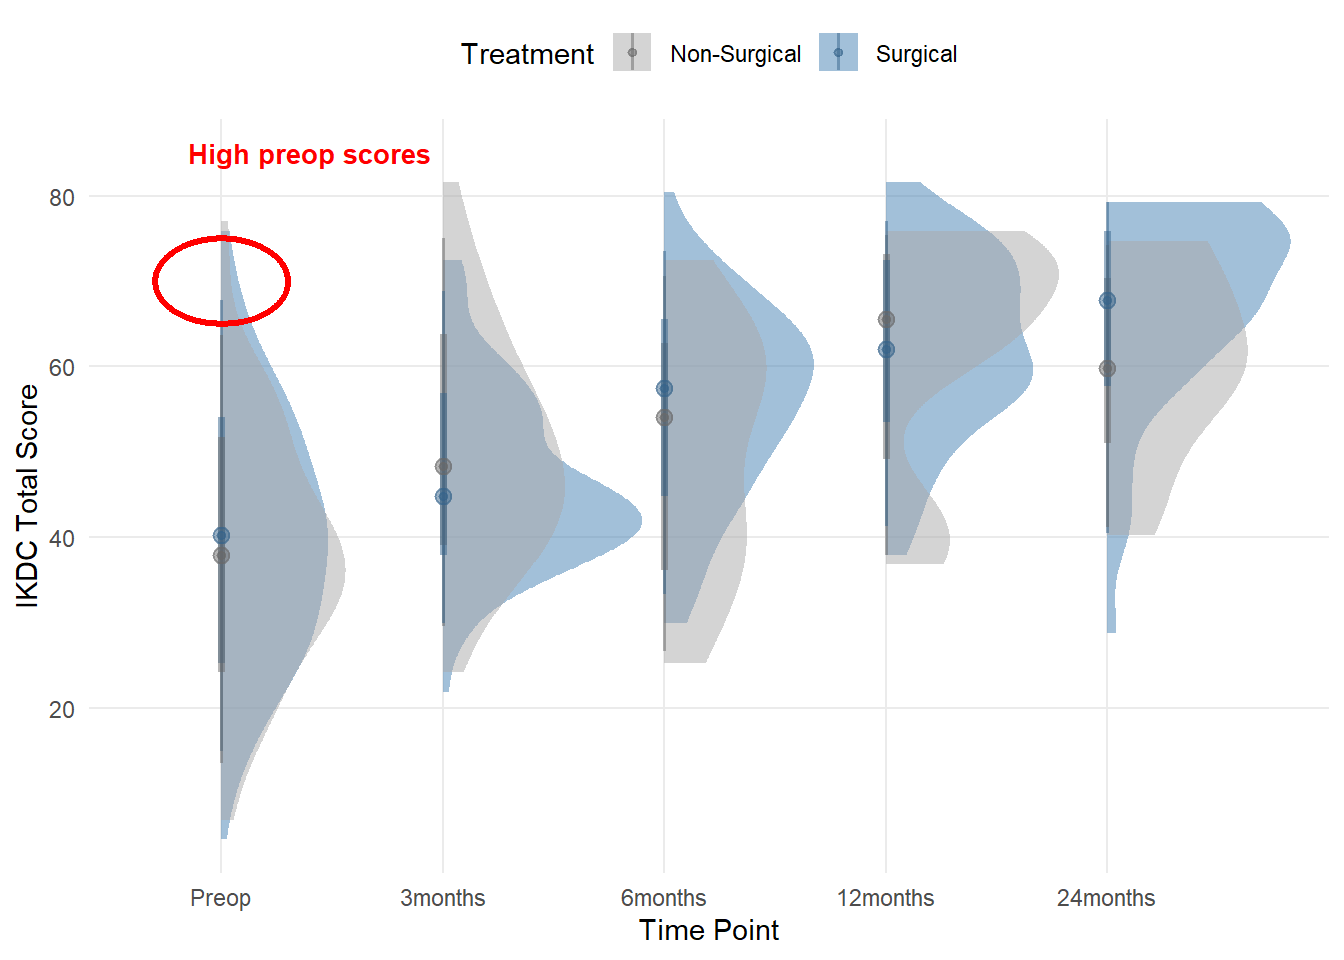 Treatment Non-Surgical Surgical
High preop scores
80
60
40
20
IKDC Total Score
Preop 3months 6months 12months 24months
Time Point